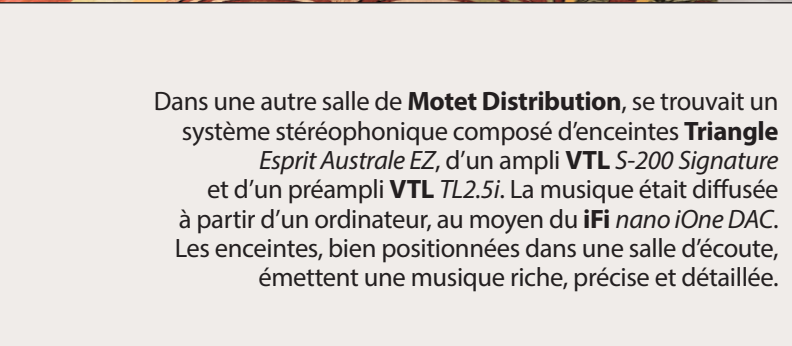 Dans une autre salle de Motet Distribution, se trouvait un
système stéréophonique composé d’enceintes Triangle
Esprit Australe EZ, d’un ampli VTL S-200 Signature
et d’un préampli VTL TL2.5i. La musique était diffusée
à partir d’un ordinateur, au moyen du iFi nano iOne DAC.
Les enceintes, bien positionnées dans une salle d’écoute,
émettent une musique riche, précise et détaillée.